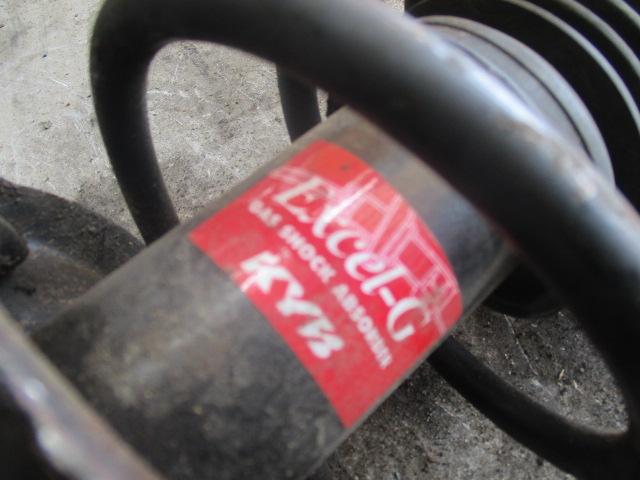 Excel-G
GAS SHOCK ABSORBER
KYB